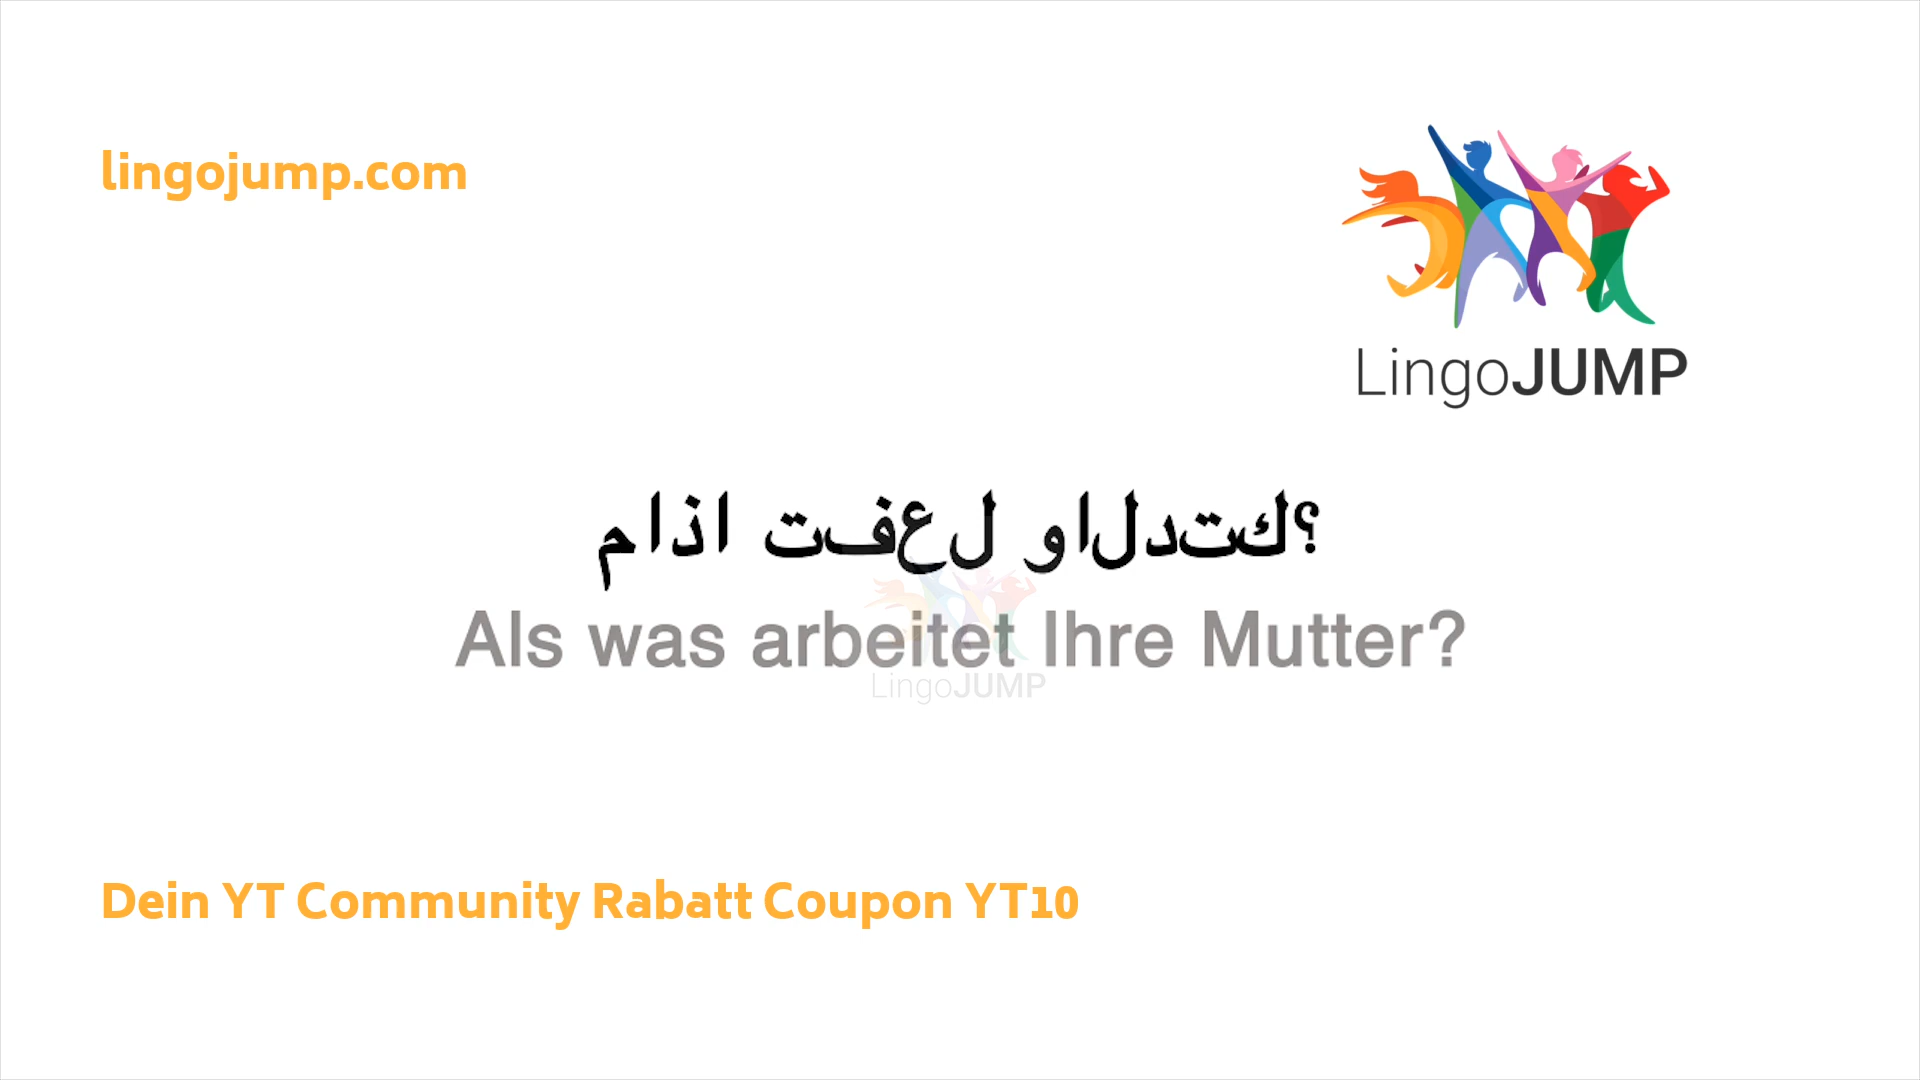 lingojump.com
LingoJUMP
ماذا تفعل والدتك؟
Als was arbeitet Ihre Mutter?
LingoJUMP
Dein YT Community Rabatt Coupon YT10